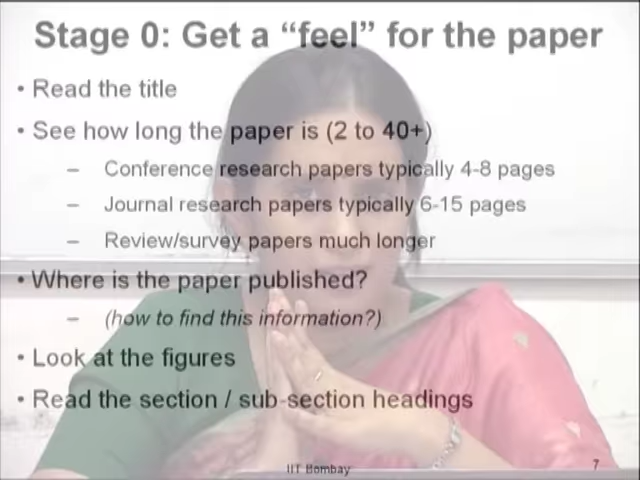 Stage 0: Get a “feel” for the paper
• Read the title
• See how long the paper is (2 to 40+)
– Conference research papers typically 4-8 pages
– Journal research papers typically 6-15 pages
– Review/survey papers much longer
• Where is the paper published?
– (how to find this information?)
• Look at the figures
• Read the section / sub-section headings
IIT Bombay
7